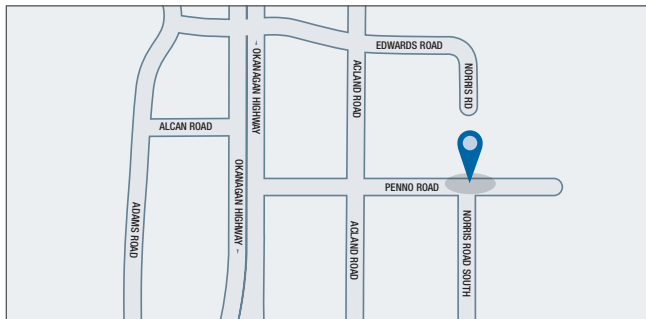 EDWARDS ROAD
← OKANAGAN HIGHWAY
ACLAND ROAD
NORRIS RD
ALCAN ROAD
OKANAGAN HIGHWAY →
PENNO ROAD
ADAMS ROAD
ACLAND ROAD
NORRIS ROAD SOUTH